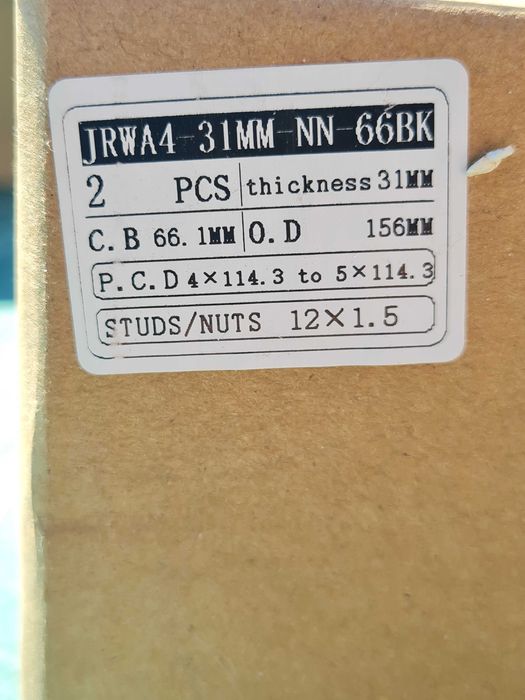 JRWA4-31MM-NN-66BK
2 PCS thickness 31MM
C.B 66.1MM O.D 156MM
P.C.D 4×114.3 to 5×114.3
STUDS/NUTS 12×1.5